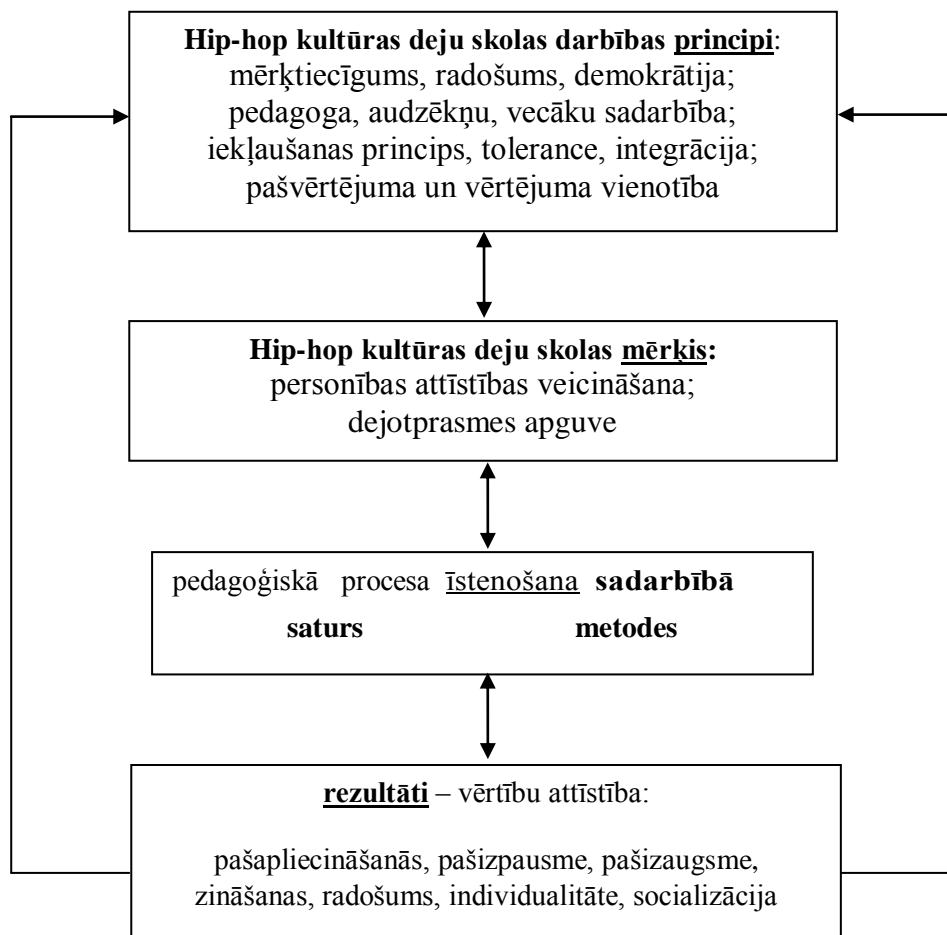 Hip-hop kultūras deju skolas darbības principi:
mērķtiecīgums, radošums, demokrātija;
pedagoga, audzēkņu, vecāku sadarbība;
iekļaušanas princips, tolerance, integrācija;
pašvērtējuma un vērtējuma vienotība
Hip-hop kultūras deju skolas mērķis:
personības attīstības veicināšana;
dejotprasmes apguve
pedagoģiskā procesa īstenošana sadarbībā
saturs metodes
rezultāti – vērtību attīstība:
pašapliecināšanās, pašizpausme, pašizaugsme,
zināšanas, radošums, individualitāte, socializācija